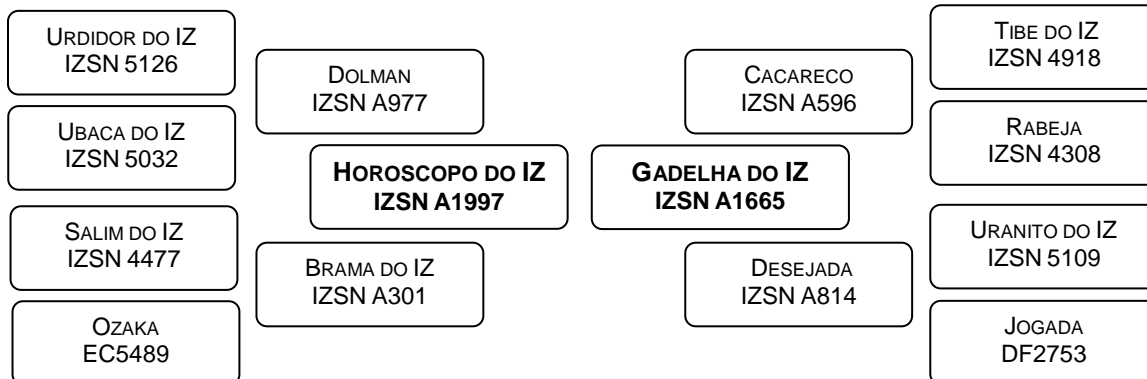 URDIDOR DO IZ
IZSN 5126
UBACA DO IZ
IZSN 5032
SALIM DO IZ
IZSN 4477
OZAKA
EC5489
DOLMAN
IZSN A977
BRAMA DO IZ
IZSN A301
HOROSCOPO DO IZ
IZSN A1997
GADELHA DO IZ
IZSN A1665
CACARECO
IZSN A596
DESEJADA
IZSN A814
TIBE DO IZ
IZSN 4918
RABEJA
IZSN 4308
URANITO DO IZ
IZSN 5109
JOGADA
DF2753